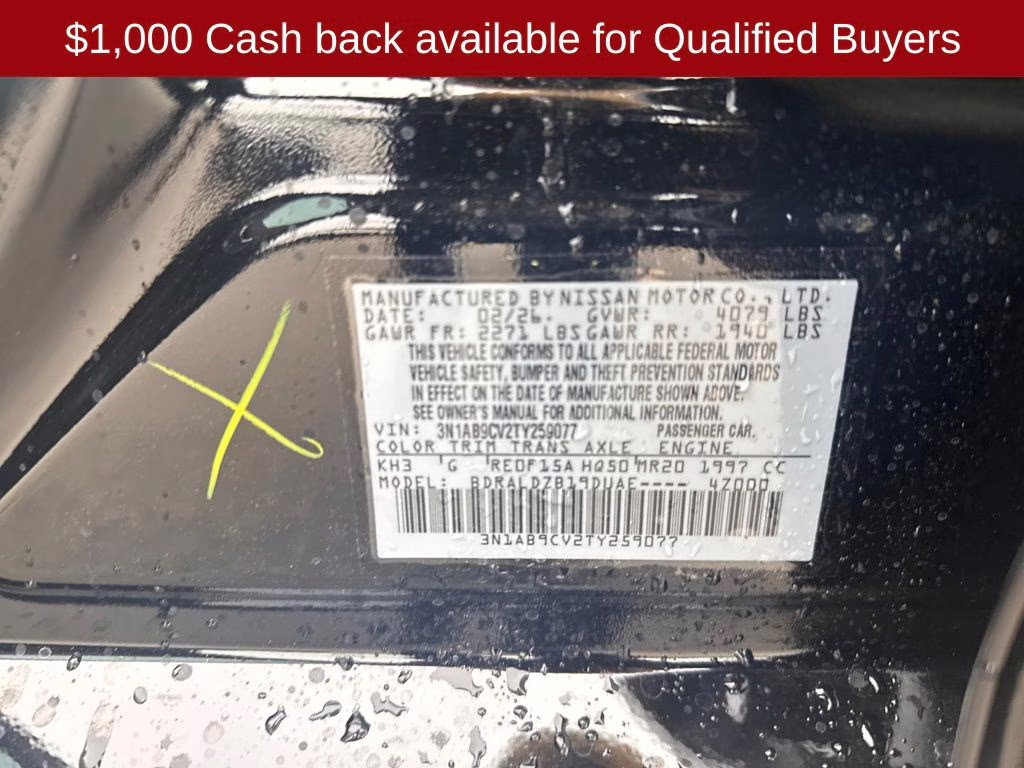 $1,000 Cash back available for Qualified Buyers
MANUFACTURED BY NISSAN MOTOR CO., LTD.
DATE: 02/26. GVWR: 4079 LBS
GAWR FR: 2271 LBS GAWR RR: 1940 LBS
THIS VEHICLE CONFORMS TO ALL APPLICABLE FEDERAL MOTOR
VEHICLE SAFETY, BUMPER AND THEFT PREVENTION STANDARDS
IN EFFECT ON THE DATE OF MANUFACTURE SHOWN ABOVE.
SEE OWNER'S MANUAL FOR ADDITIONAL INFORMATION.
VIN: 3N1AB9CV2TY259077 PASSENGER CAR.
COLOR TRIM TRANS AXLE ENGINE
KH3 G RE0F15A HQ50 MR20 1997 CC
MODEL: BDRALDZB19DUAE---- 4Z000
3N1AB9CV2TY259077